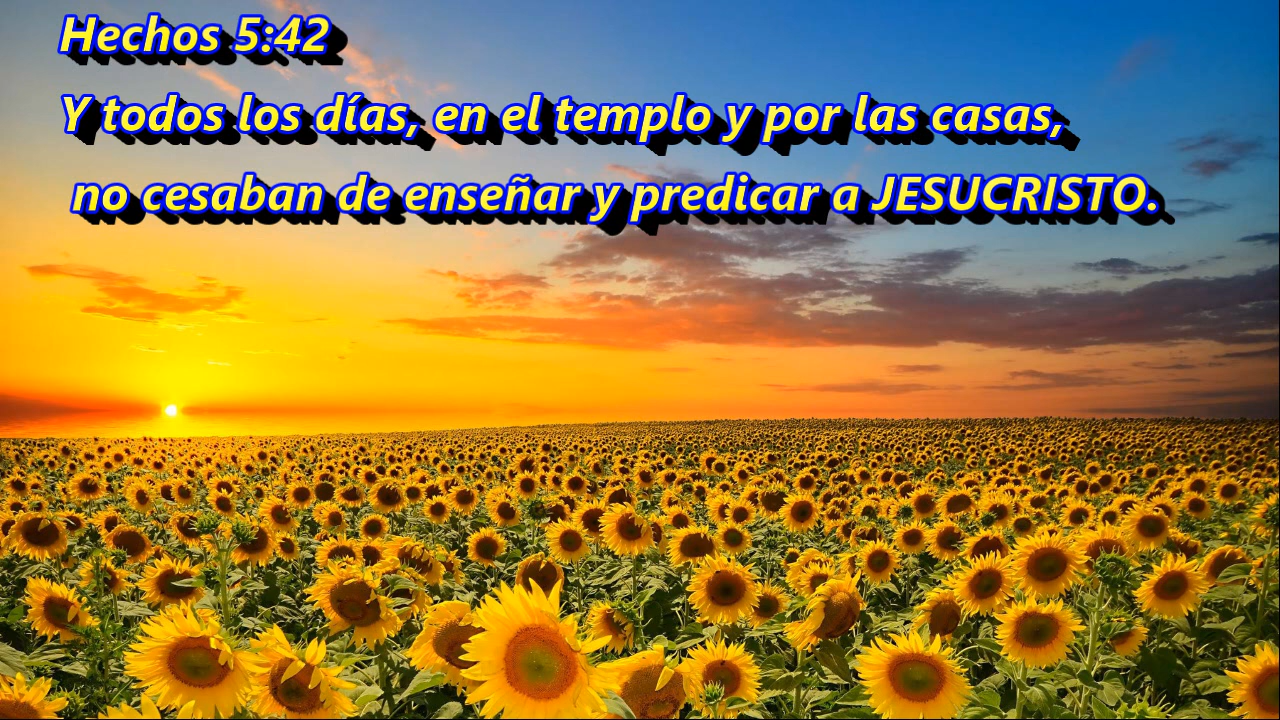 Hechos 5:42
Y todos los días, en el templo y por las casas,
no cesaban de enseñar y predicar a JESUCRISTO.